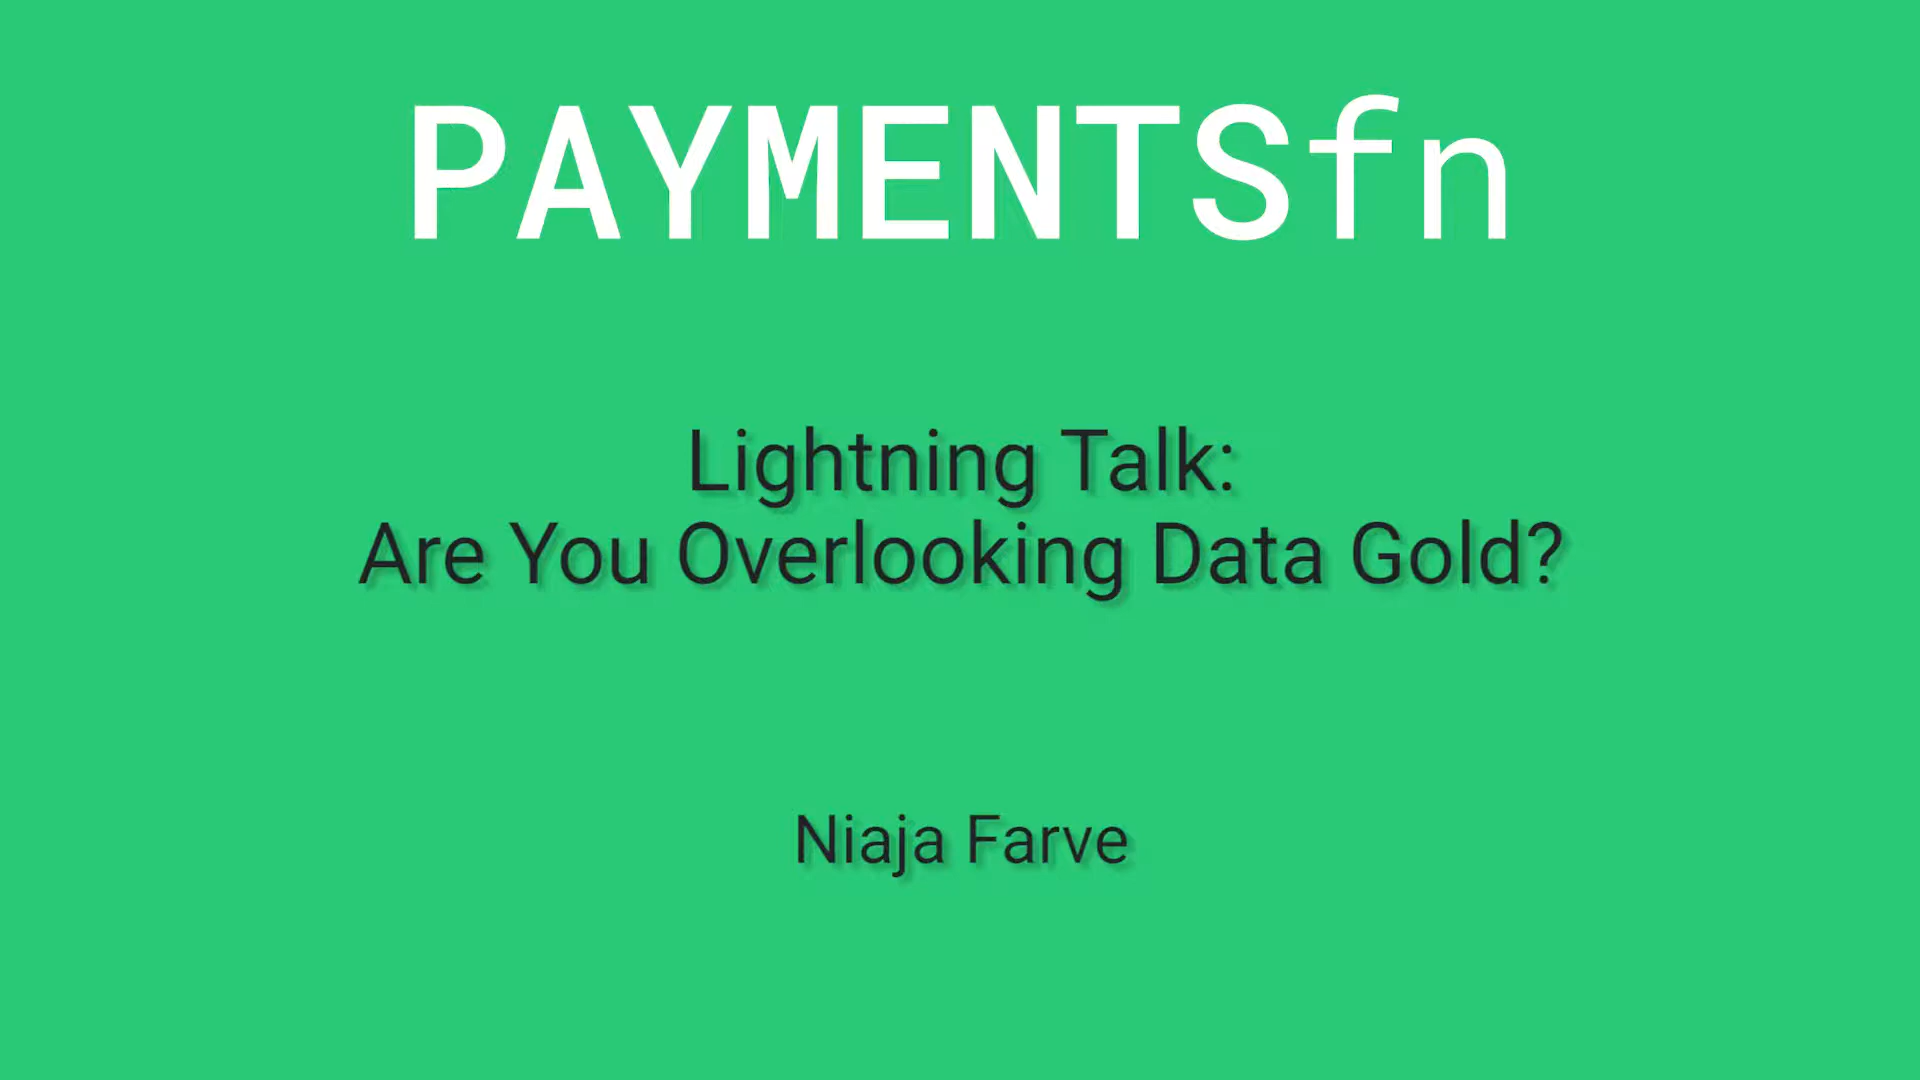 PAYMENTSfn
Lightning Talk:
Are You Overlooking Data Gold?
Niaja Farve